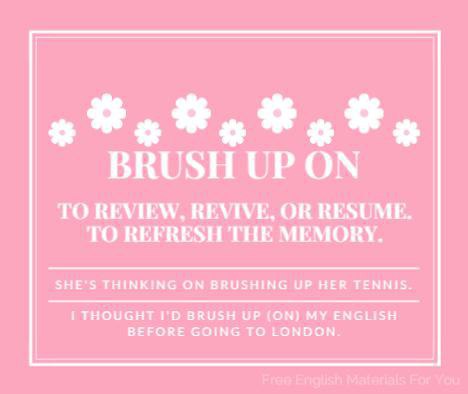 BRUSH UP ON
TO REVIEW, REVIVE, OR RESUME.
TO REFRESH THE MEMORY.
SHE'S THINKING ON BRUSHING UP HER TENNIS.
I THOUGHT I'D BRUSH UP (ON) MY ENGLISH
BEFORE GOING TO LONDON.
Free English Materials For You